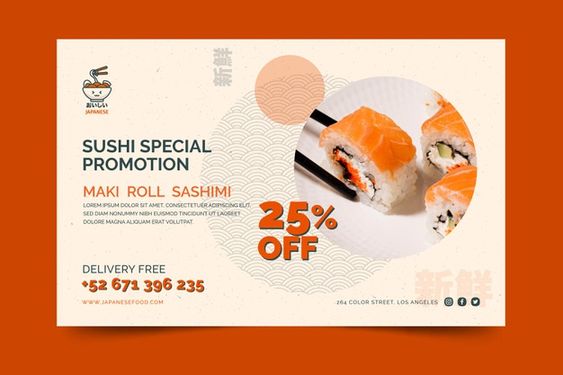 新鮮
おいしい
JAPANESE
SUSHI SPECIAL
PROMOTION
MAKI ROLL SASHIMI
LOREM IPSUM DOLOR SIT AMET, CONSECTETUER ADIPISCING ELIT,
SED DIAM NONUMMY NIBH EUISMOD TINCIDUNT UT LAOREET
DOLORE MAGNA ALIQUAM ERAT VOLUTPAT.
25%
OFF
DELIVERY FREE
+52 671 396 235
WWW.JAPANESEFOOD.COM
新鮮
264 COLOR STREET, LOS ANGELES